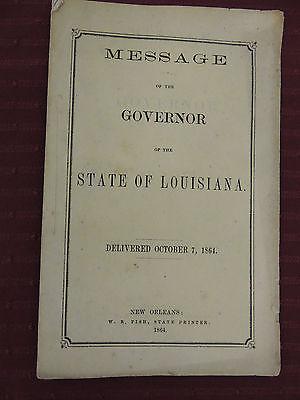 MESSAGE
OF THE
GOVERNOR
OF THE
STATE OF LOUISIANA.
DELIVERED OCTOBER 7, 1864.
NEW ORLEANS:
W. R. FISH, STATE PRINTER.
1864.